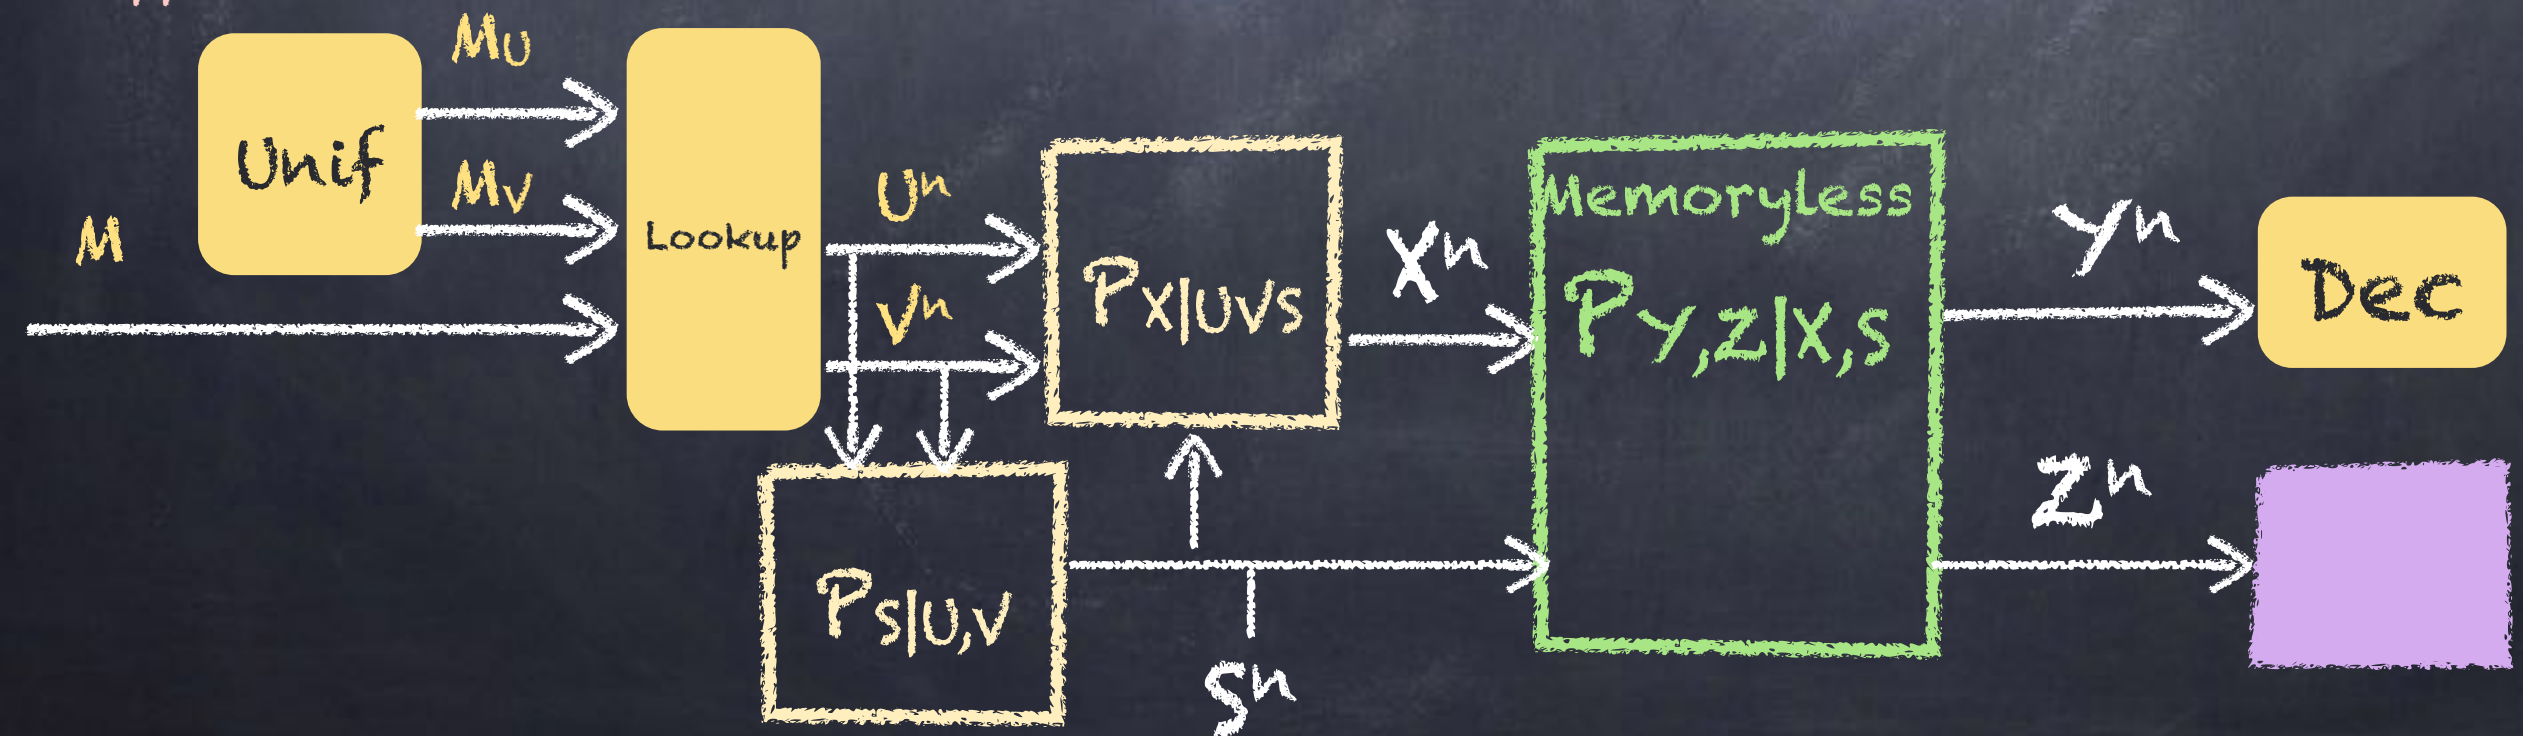 M
Unif
MU
MV
Lookup
Uⁿ
Vⁿ
PX|UVS
PS|U,V
Sⁿ
Xⁿ
Memoryless
PY,Z|X,S
Yⁿ
Zⁿ
Dec